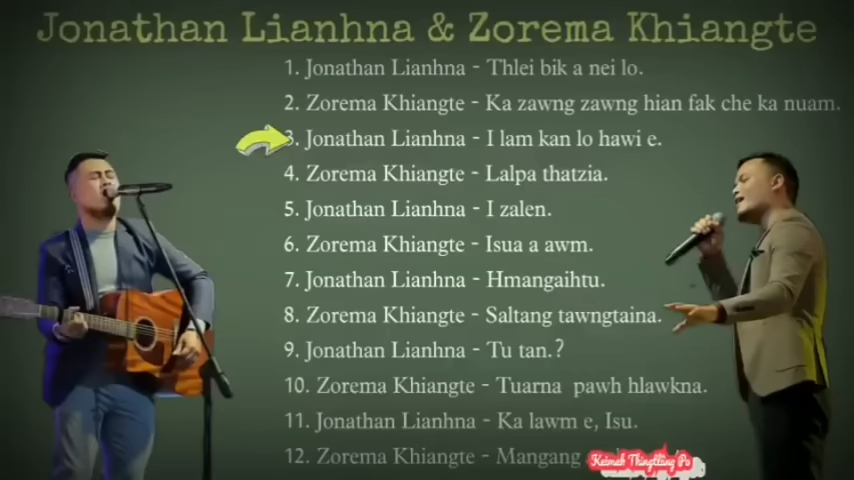 Jonathan Lianhna & Zorema Khiangte
1. Jonathan Lianhna - Thlei bik a nei lo.
2. Zorema Khiangte - Ka zawng zawng hian fak che ka nuam.
3. Jonathan Lianhna - I lam kan lo hawi e.
4. Zorema Khiangte - Lalpa thatzia.
5. Jonathan Lianhna - I zalen.
6. Zorema Khiangte - Isua a awm.
7. Jonathan Lianhna - Hmangaihtu.
8. Zorema Khiangte - Saltang tawngtaina.
9. Jonathan Lianhna - Tu tan.?
10. Zorema Khiangte - Tuarna pawh hlawkna.
11. Jonathan Lianhna - Ka lawm e, Isu.
12. Zorema Khiangte - Mangang
Keimah Thingtlang Pa